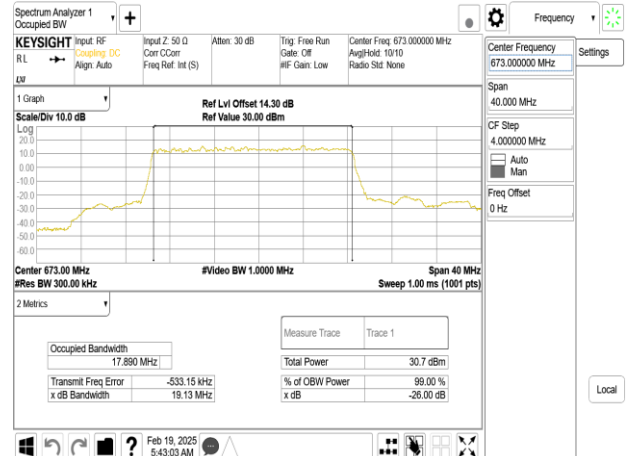 Spectrum Analyzer 1
Occupied BW
Frequency
KEYSIGHT
RL
LXI
Input: RF
Coupling: DC
Align: Auto
Input Z: 50 Ω
Corr CCorr
Freq Ref: Int (S)
Atten: 30 dB
Trig: Free Run
Gate: Off
#IF Gain: Low
Center Freq: 673.000000 MHz
Avg|Hold: 10/10
Radio Std: None
Center Frequency
673.000000 MHz
Settings
Span
40.000 MHz
CF Step
4.000000 MHz
Auto
Man
Freq Offset
0 Hz
Local
1 Graph
Scale/Div 10.0 dB
Ref Lvl Offset 14.30 dB
Ref Value 30.00 dBm
Log
20.0
10.0
0.00
-10.0
-20.0
-30.0
-40.0
-50.0
-60.0
Center 673.00 MHz
#Video BW 1.0000 MHz
Span 40 MHz
#Res BW 300.00 kHz
Sweep 1.00 ms (1001 pts)
2 Metrics
Measure Trace Trace 1
Occupied Bandwidth
17.890 MHz
Total Power 30.7 dBm
Transmit Freq Error -533.15 kHz
% of OBW Power 99.00 %
x dB Bandwidth 19.13 MHz
x dB -26.00 dB
?
Feb 19, 2025
5:43:03 AM